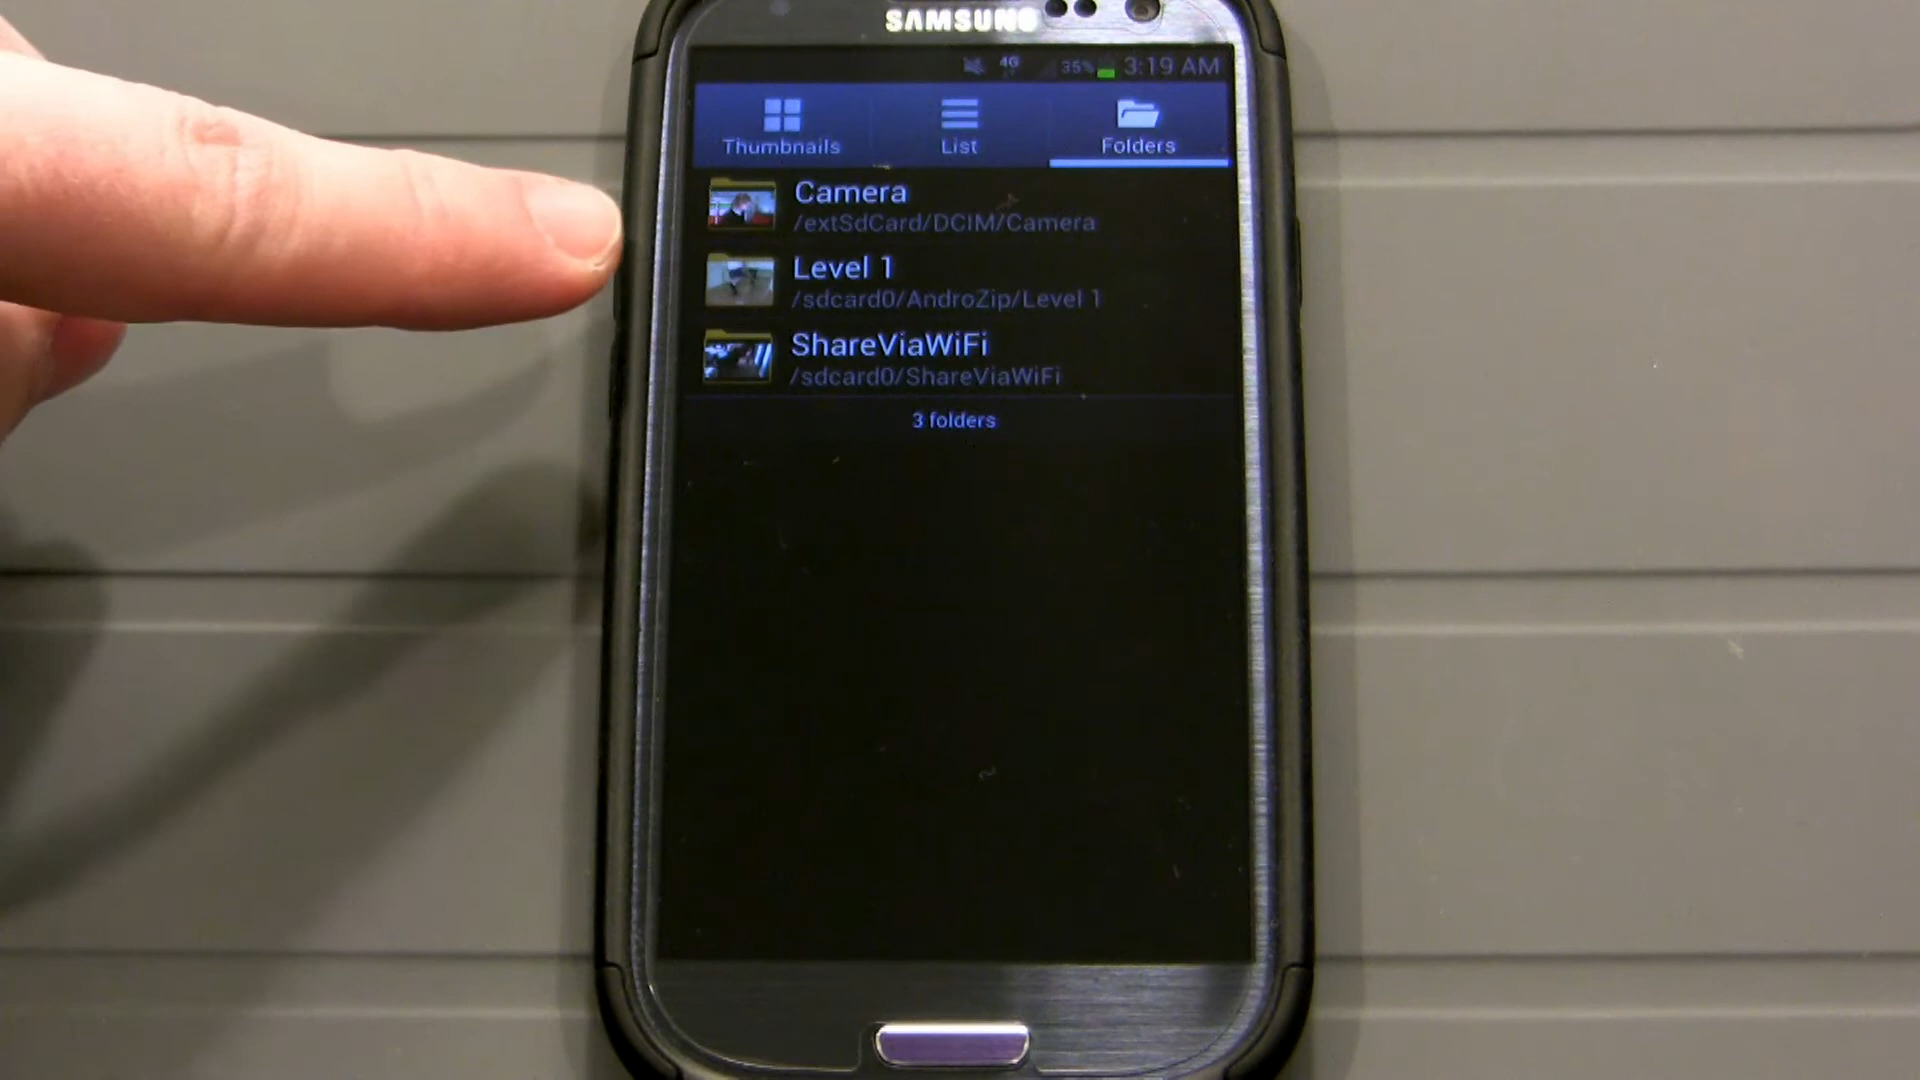 SAMSUNG
4G 35% 3:19 AM
Thumbnails List Folders
Camera
/extSdCard/DCIM/Camera
Level 1
/sdcard0/AndroZip/Level 1
ShareViaWiFi
/sdcard0/ShareViaWiFi
3 folders